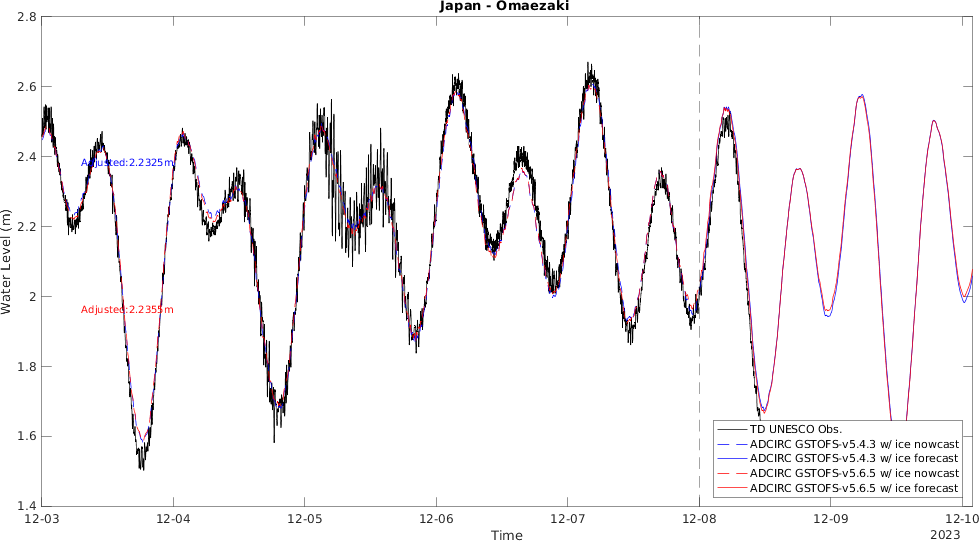 Japan - Omaezaki
2.8
2.6
2.4
2.2
2
1.8
1.6
1.4
Water Level (m)
Adjusted:2.2325m
Adjusted:2.2355m
TD UNESCO Obs.
ADCIRC GSTOFS-v5.4.3 w/ ice nowcast
ADCIRC GSTOFS-v5.4.3 w/ ice forecast
ADCIRC GSTOFS-v5.6.5 w/ ice nowcast
ADCIRC GSTOFS-v5.6.5 w/ ice forecast
12-03 12-04 12-05 12-06 12-07 12-08 12-09 12-10
Time
2023